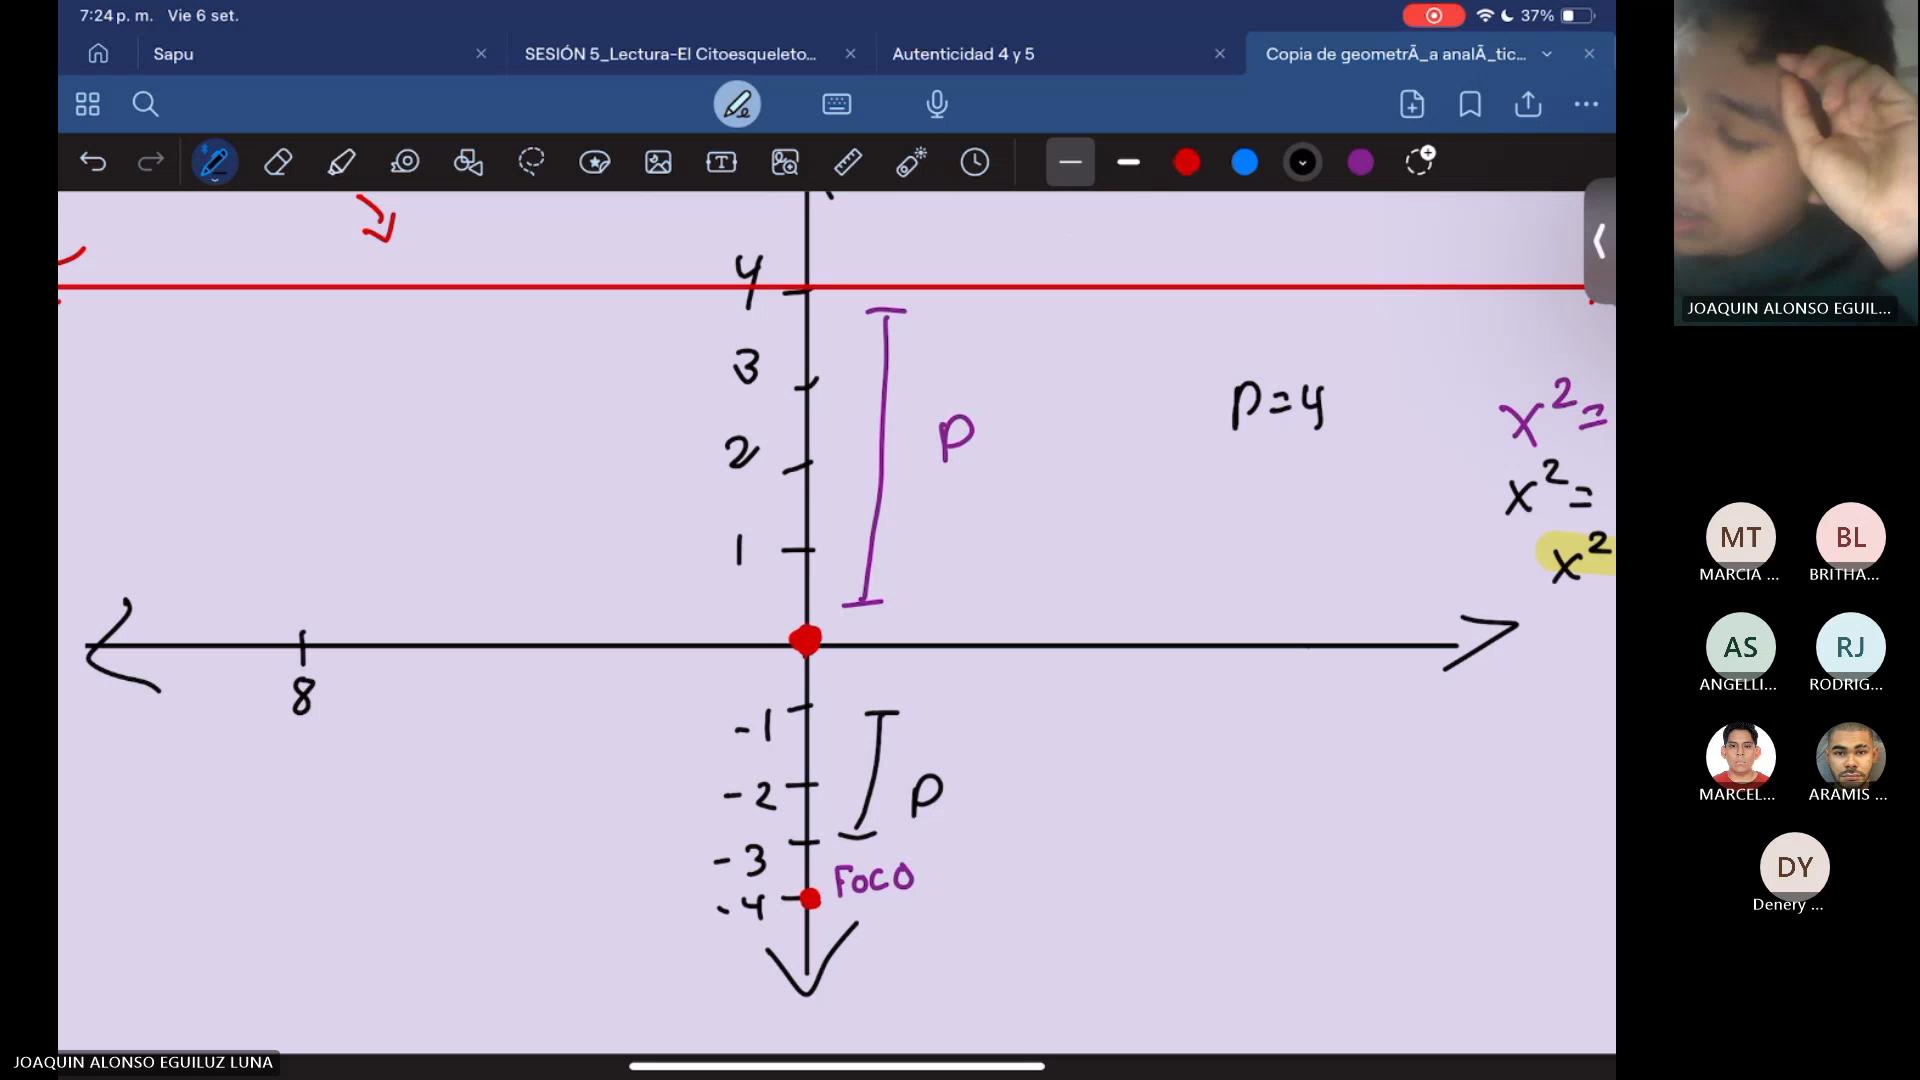 7:24 p. m. Vie 6 set.
37%
Sapu
SESIÓN 5_Lectura-El Citoesqueleto...
Autenticidad 4 y 5
Copia de geometrÃ_a analÃ_tic...
4
3
2
1
P
P=4
x²=
x²=
x²
8
-1
-2
-3
-4
P
FOCO
JOAQUIN ALONSO EGUIL...
MT
MARCIA ...
BL
BRITHA...
AS
ANGELLI...
RJ
RODRIG...
MARCEL...
ARAMIS ...
DY
Denery ...
JOAQUIN ALONSO EGUILUZ LUNA